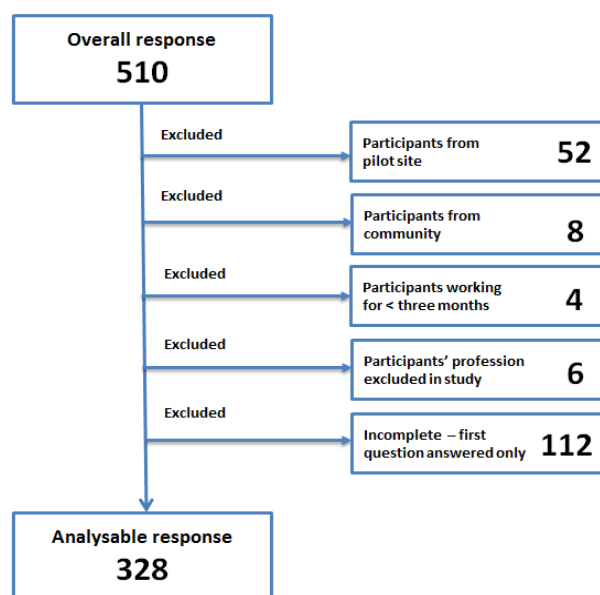 Overall response
510
Excluded
Participants from
pilot site
52
Excluded
Participants from
community
8
Excluded
Participants working
for < three months
4
Excluded
Participants' profession
excluded in study
6
Excluded
Incomplete – first
question answered only
112
Analysable response
328